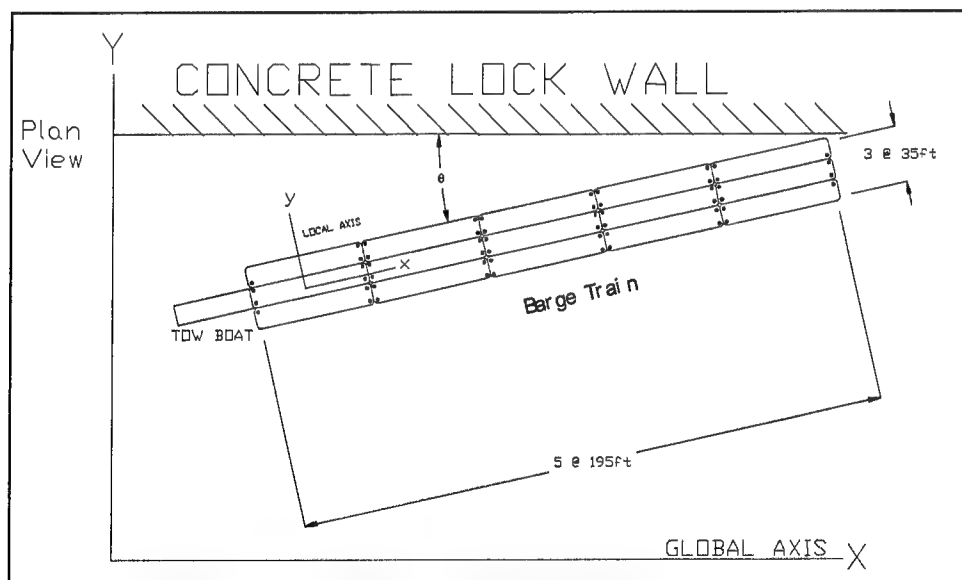 Y
CONCRETE LOCK WALL
Plan
View
3 @ 35ft
θ
y
LOCAL AXIS
x
Barge Train
TOW BOAT
5 @ 195ft
GLOBAL AXIS
X